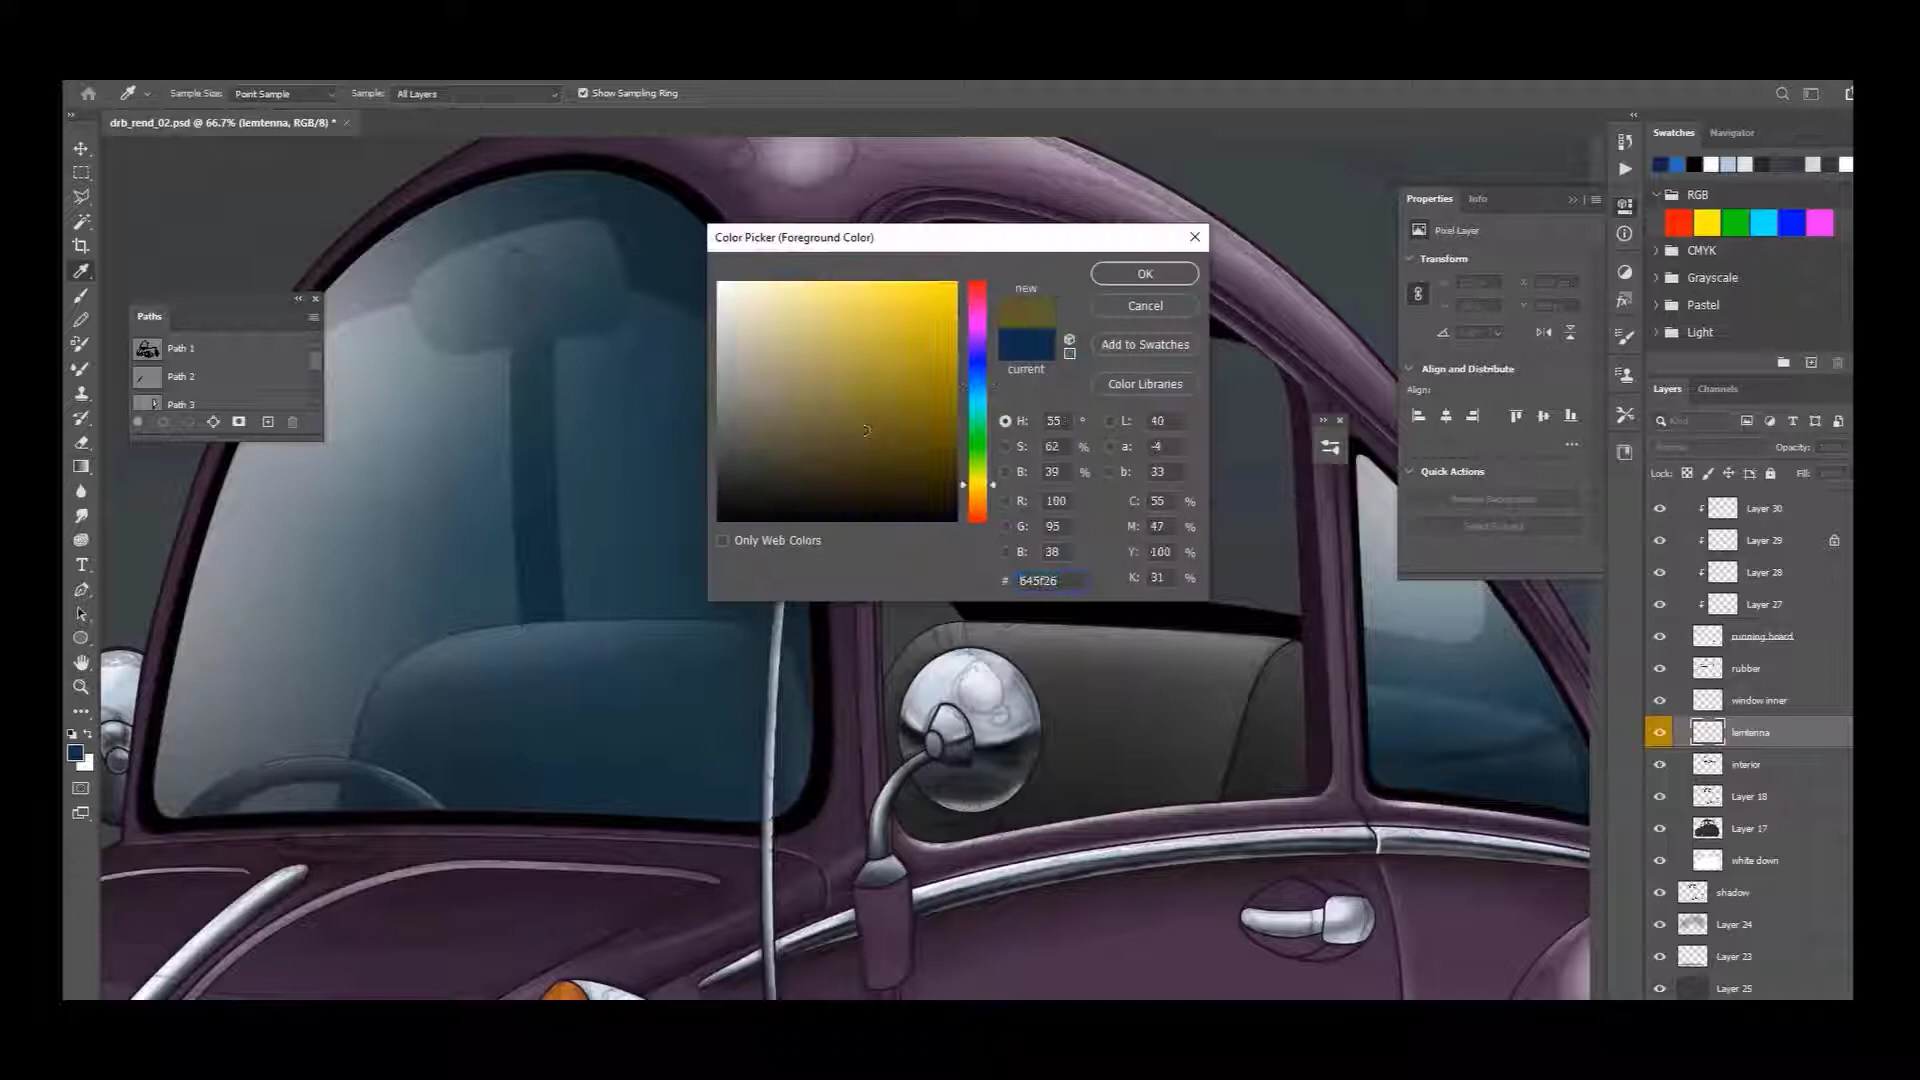 Sample Size: Point Sample Sample: All Layers Show Sampling Ring
drb_rend_02.psd @ 66.7% (lemtenna, RGB/8) *
Paths
Path 1
Path 2
Path 3
Color Picker (Foreground Color)
new
current
OK
Cancel
Add to Swatches
Color Libraries
H: 55 °
S: 62 %
B: 39 %
R: 100
G: 95
B: 38
# 645f26
L: 40
a: -4
b: 33
C: 55 %
M: 47 %
Y: 100 %
K: 31 %
Only Web Colors
Properties Info
Pixel Layer
Transform
X:
Y:
Align and Distribute
Align:
Quick Actions
Remove Background
Select Subject
Swatches Navigator
RGB
CMYK
Grayscale
Pastel
Light
Layers Channels
Kind
Opacity:
Lock: Fill:
Layer 30
Layer 29
Layer 28
Layer 27
running board
rubber
window inner
lemtenna
interior
Layer 18
Layer 17
white down
shadow
Layer 24
Layer 23
Layer 25